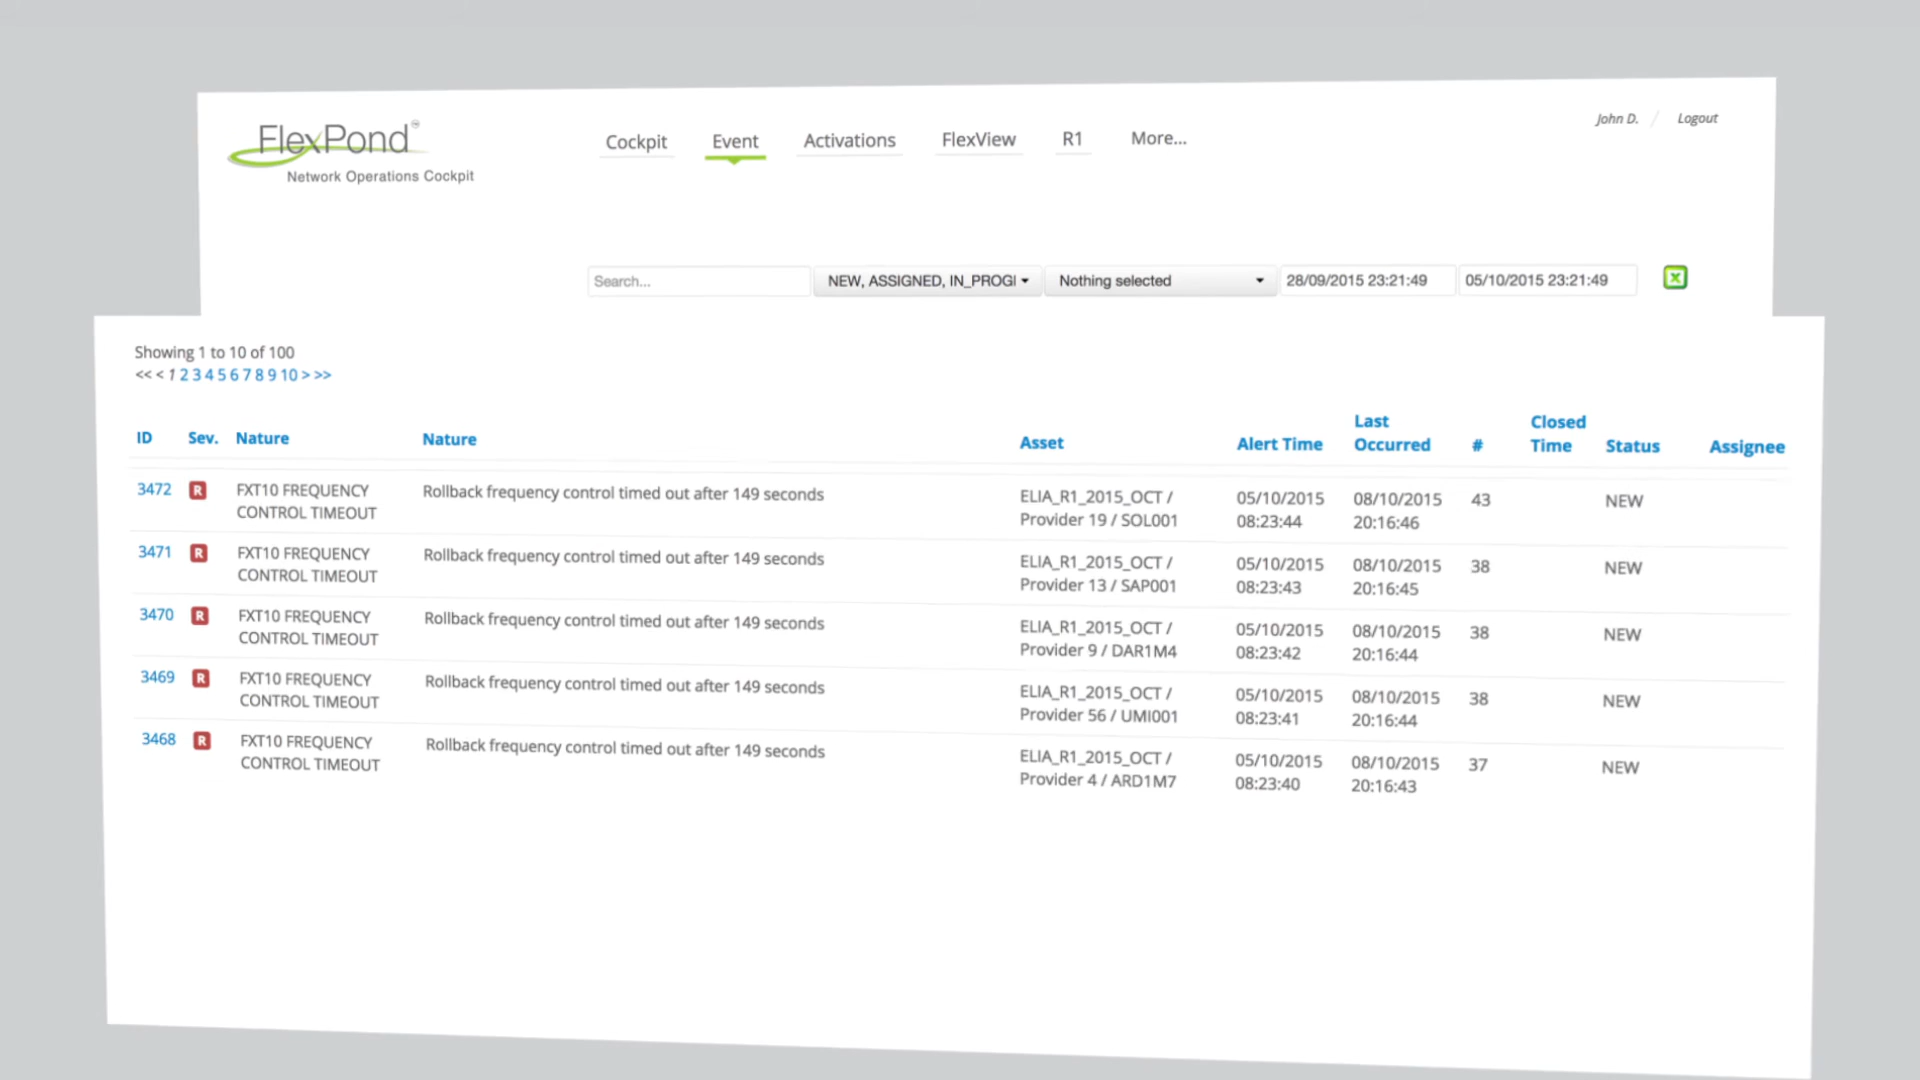 FlexPond™
Network Operations Cockpit
Cockpit Event Activations FlexView R1 More...
John D. / Logout
Search... NEW, ASSIGNED, IN_PROGI Nothing selected 28/09/2015 23:21:49 05/10/2015 23:21:49
Showing 1 to 10 of 100
<< < 1 2 3 4 5 6 7 8 9 10 > >>
ID Sev. Nature Nature Asset Alert Time Last Occurred # Closed Time Status Assignee
3472 R FXT10 FREQUENCY CONTROL TIMEOUT Rollback frequency control timed out after 149 seconds ELIA_R1_2015_OCT / Provider 19 / SOL001 05/10/2015 08:23:44 08/10/2015 20:16:46 43 NEW
3471 R FXT10 FREQUENCY CONTROL TIMEOUT Rollback frequency control timed out after 149 seconds ELIA_R1_2015_OCT / Provider 13 / SAP001 05/10/2015 08:23:43 08/10/2015 20:16:45 38 NEW
3470 R FXT10 FREQUENCY CONTROL TIMEOUT Rollback frequency control timed out after 149 seconds ELIA_R1_2015_OCT / Provider 9 / DAR1M4 05/10/2015 08:23:42 08/10/2015 20:16:44 38 NEW
3469 R FXT10 FREQUENCY CONTROL TIMEOUT Rollback frequency control timed out after 149 seconds ELIA_R1_2015_OCT / Provider 56 / UMI001 05/10/2015 08:23:41 08/10/2015 20:16:44 38 NEW
3468 R FXT10 FREQUENCY CONTROL TIMEOUT Rollback frequency control timed out after 149 seconds ELIA_R1_2015_OCT / Provider 4 / ARD1M7 05/10/2015 08:23:40 08/10/2015 20:16:43 37 NEW